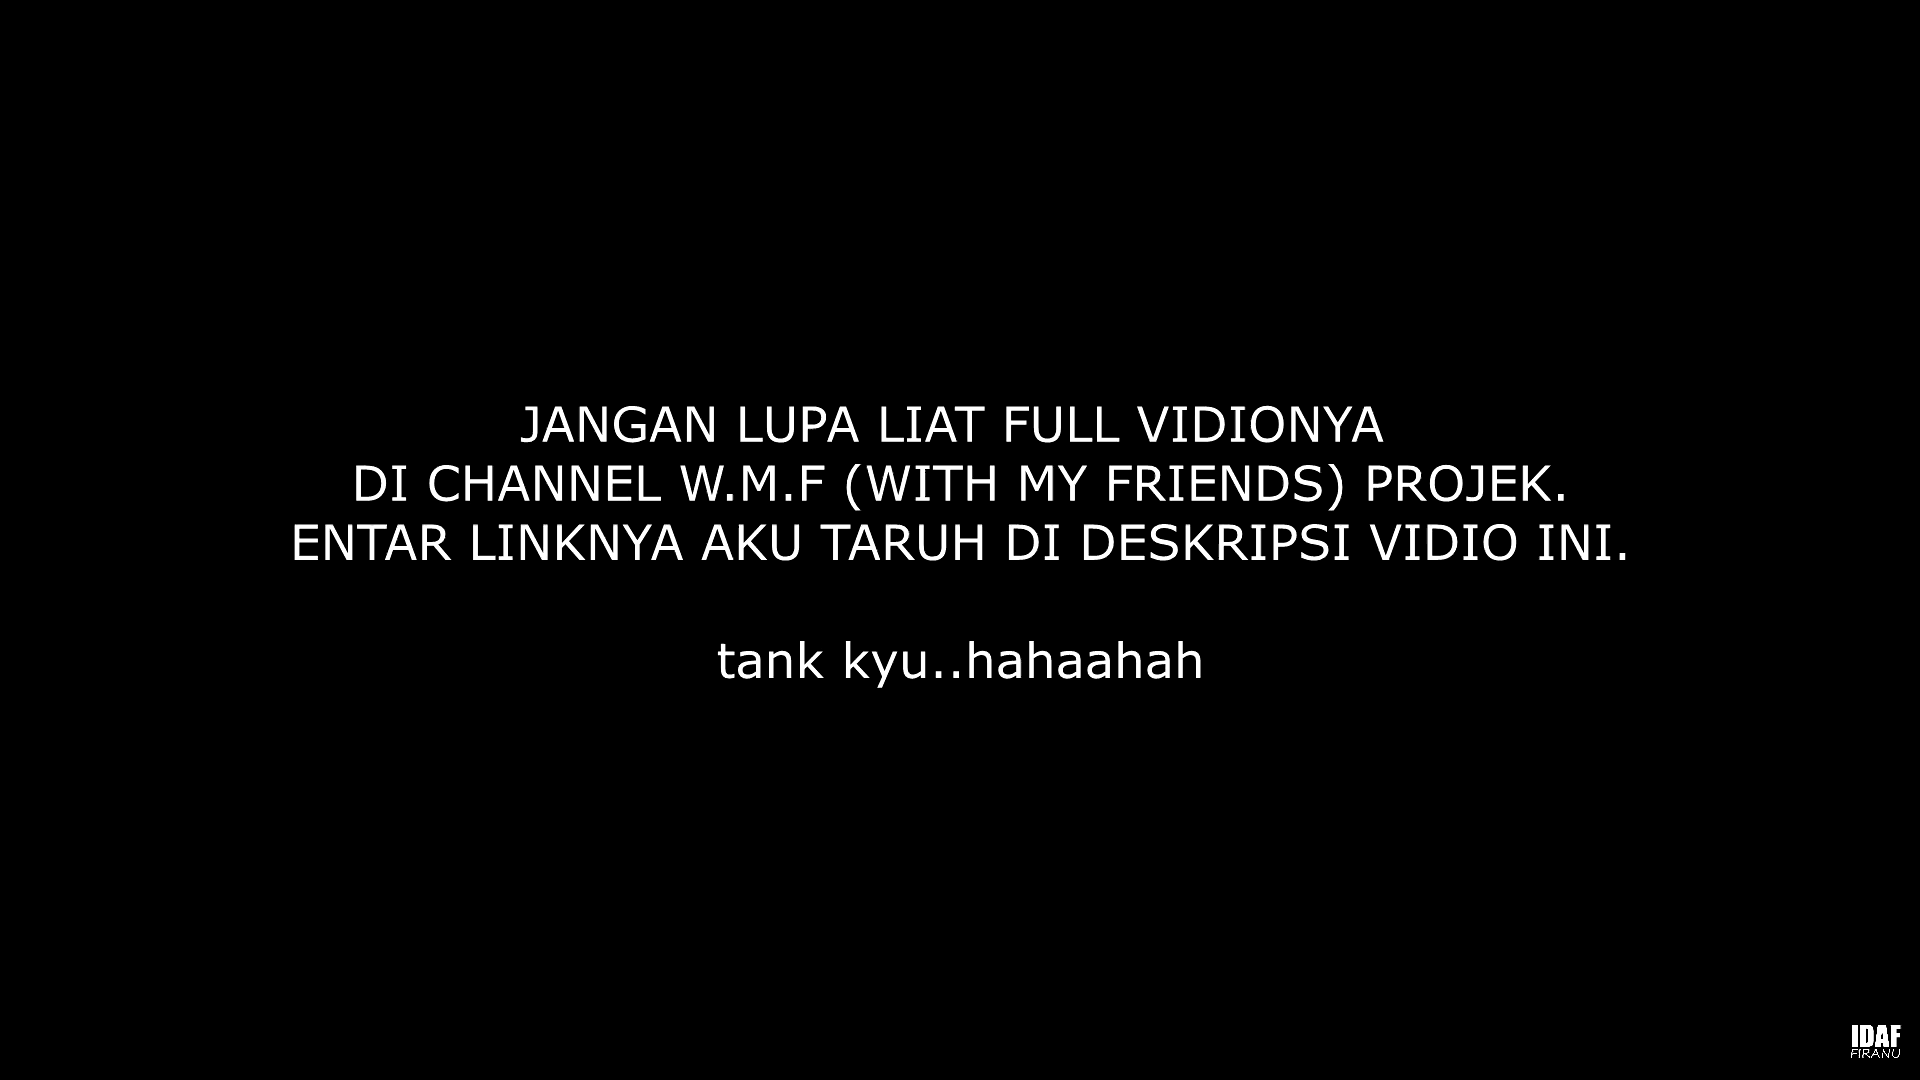 JANGAN LUPA LIAT FULL VIDIONYA
DI CHANNEL W.M.F (WITH MY FRIENDS) PROJEK.
ENTAR LINKNYA AKU TARUH DI DESKRIPSI VIDIO INI.
tank kyu..hahaahah
IDAF
FIRANU